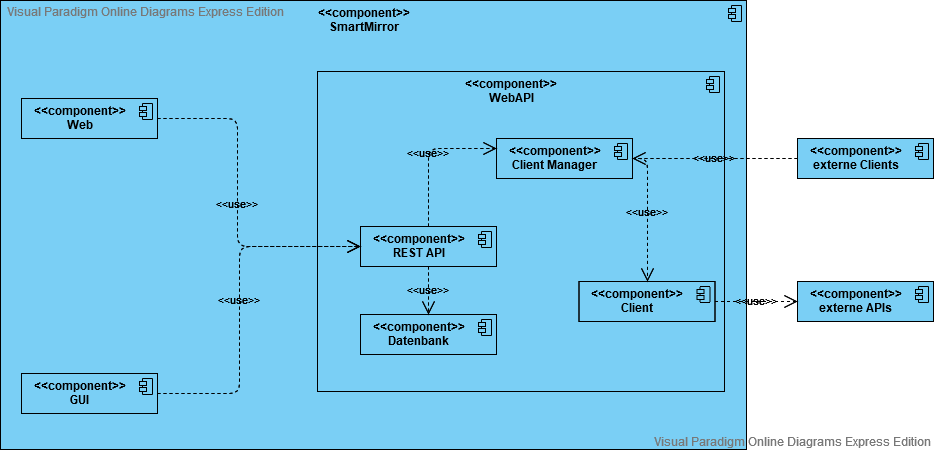 Visual Paradigm Online Diagrams Express Edition
<<component>>
SmartMirror
<<component>>
WebAPI
<<component>>
Web
<<component>>
Client Manager
<<component>>
externe Clients
<<use>>
<<use>>
<<use>>
<<use>>
<<component>>
REST API
<<use>>
<<use>>
<<component>>
Client
<<use>>
<<component>>
externe APIs
<<component>>
Datenbank
<<component>>
GUI
Visual Paradigm Online Diagrams Express Edition